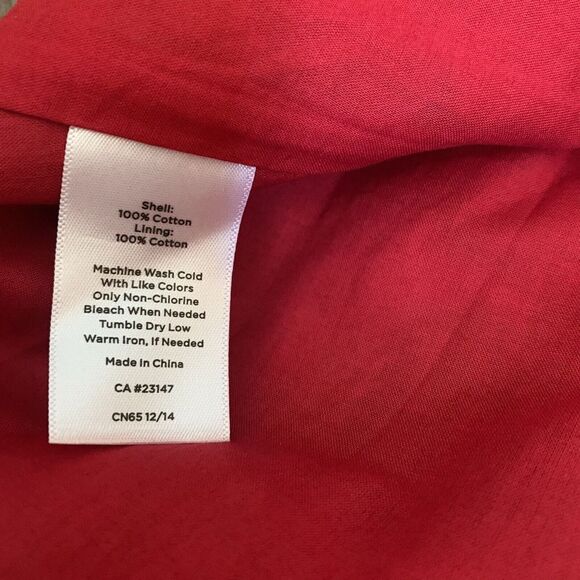 Shell:
100% Cotton
Lining:
100% Cotton
Machine Wash Cold
With Like Colors
Only Non-Chlorine
Bleach When Needed
Tumble Dry Low
Warm Iron, If Needed
Made in China
CA #23147
CN65 12/14